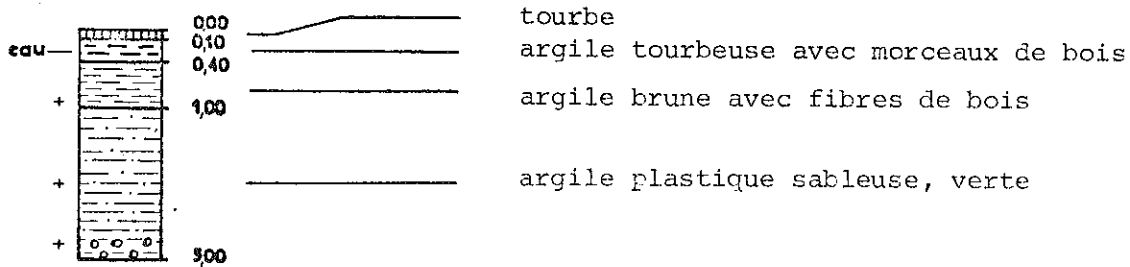 0,00 tourbe
0,10
eau argile tourbeuse avec morceaux de bois
0,40
+ 1,00 argile brune avec fibres de bois
+ argile plastique sableuse, verte
+ ,00